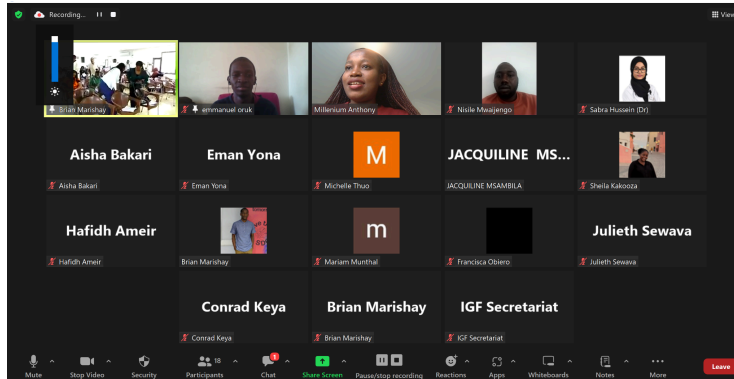 Recording...
View
Brian Marishay
emmanuel oruk
Millenium Anthony
Nisile Mwaijengo
Sabra Hussein (Dr)
Aisha Bakari
Eman Yona
M
JACQUILINE MS...
Aisha Bakari
Eman Yona
Michelle Thuo
JACQUILINE MSAMBILA
Sheila Kakooza
Hafidh Ameir
m
Julieth Sewava
Hafidh Ameir
Brian Marishay
Mariam Munthal
Francisca Obiero
Julieth Sewava
Conrad Keya
Brian Marishay
IGF Secretariat
Conrad Keya
Brian Marishay
IGF Secretariat
18
1
Mute
Stop Video
Security
Participants
Chat
Share Screen
Pause/stop recording
Reactions
Apps
Whiteboards
Notes
More
Leave